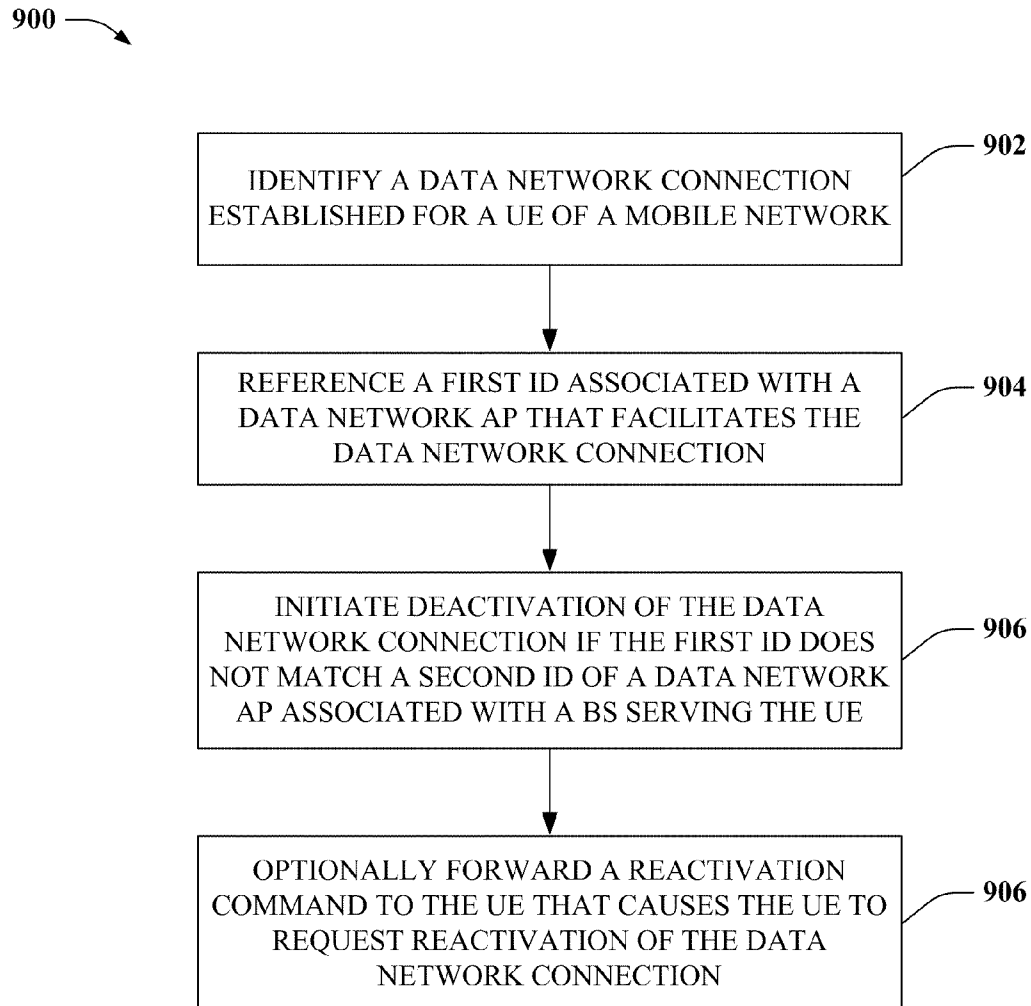 900
902
IDENTIFY A DATA NETWORK CONNECTION
ESTABLISHED FOR A UE OF A MOBILE NETWORK
904
REFERENCE A FIRST ID ASSOCIATED WITH A
DATA NETWORK AP THAT FACILITATES THE
DATA NETWORK CONNECTION
906
INITIATE DEACTIVATION OF THE DATA
NETWORK CONNECTION IF THE FIRST ID DOES
NOT MATCH A SECOND ID OF A DATA NETWORK
AP ASSOCIATED WITH A BS SERVING THE UE
906
OPTIONALLY FORWARD A REACTIVATION
COMMAND TO THE UE THAT CAUSES THE UE TO
REQUEST REACTIVATION OF THE DATA
NETWORK CONNECTION